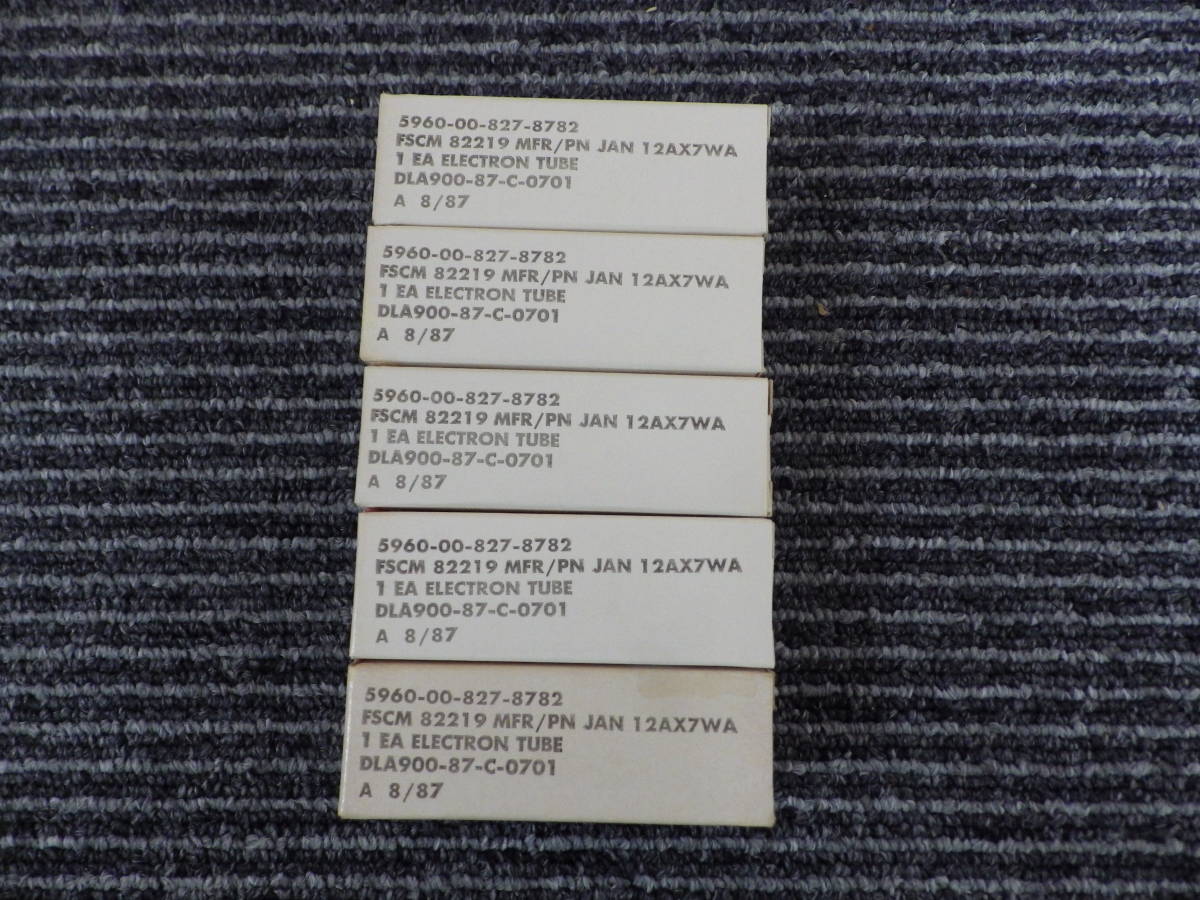 5960-00-827-8782
FSCM 82219 MFR/PN JAN 12AX7WA
1 EA ELECTRON TUBE
DLA900-87-C-0701
A 8/87
5960-00-827-8782
FSCM 82219 MFR/PN JAN 12AX7WA
1 EA ELECTRON TUBE
DLA900-87-C-0701
A 8/87
5960-00-827-8782
FSCM 82219 MFR/PN JAN 12AX7WA
1 EA ELECTRON TUBE
DLA900-87-C-0701
A 8/87
5960-00-827-8782
FSCM 82219 MFR/PN JAN 12AX7WA
1 EA ELECTRON TUBE
DLA900-87-C-0701
A 8/87
5960-00-827-8782
FSCM 82219 MFR/PN JAN 12AX7WA
1 EA ELECTRON TUBE
DLA900-87-C-0701
A 8/87